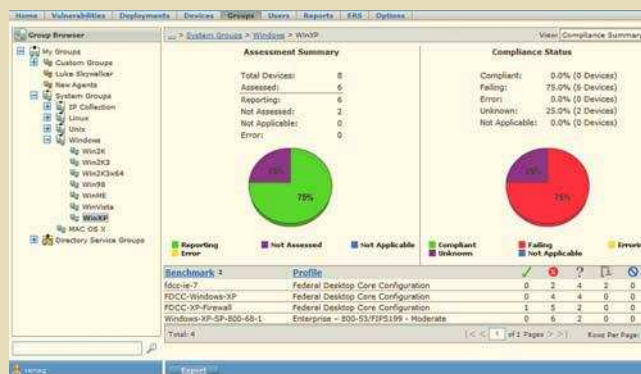 Home Vulnerabilities Deployments Devices Groups Users Reports ERS Options
Group Browser
... > System Groups > Windows > WinXP
View: Compliance Summary
My Groups
Custom Groups
Luke Skywalker
New Agents
System Groups
IP Collection
Linux
Unix
Windows
Win2K
Win2K3
Win2K3x64
Win98
WinME
WinVista
WinXP
MAC OS X
Directory Service Groups
Assessment Summary
Total Devices: 8
Assessed: 6
Reporting: 6
Not Assessed: 2
Not Applicable: 0
Error: 0
25%
75%
Reporting Not Assessed Not Applicable
Error
Compliance Status
Compliant: 0.0% (0 Devices)
Failing: 75.0% (6 Devices)
Error: 0.0% (0 Devices)
Unknown: 25.0% (2 Devices)
Not Applicable: 0.0% (0 Devices)
25%
75%
Compliant Failing Error
Unknown Not Applicable
Benchmark Profile ?
fdcc-ie-7 Federal Desktop Core Configuration 0 2 4 2 0
FDCC-Windows-XP Federal Desktop Core Configuration 0 4 4 0 0
FDCC-XP-Firewall Federal Desktop Core Configuration 1 5 2 0 0
Windows-XP-SP-800-68-1 Enterprise - 800-53/FIPS199 - Moderate 0 6 2 0 0
Total: 4
|< < 1 of 1 Pages > >| Rows Per Page:
Export